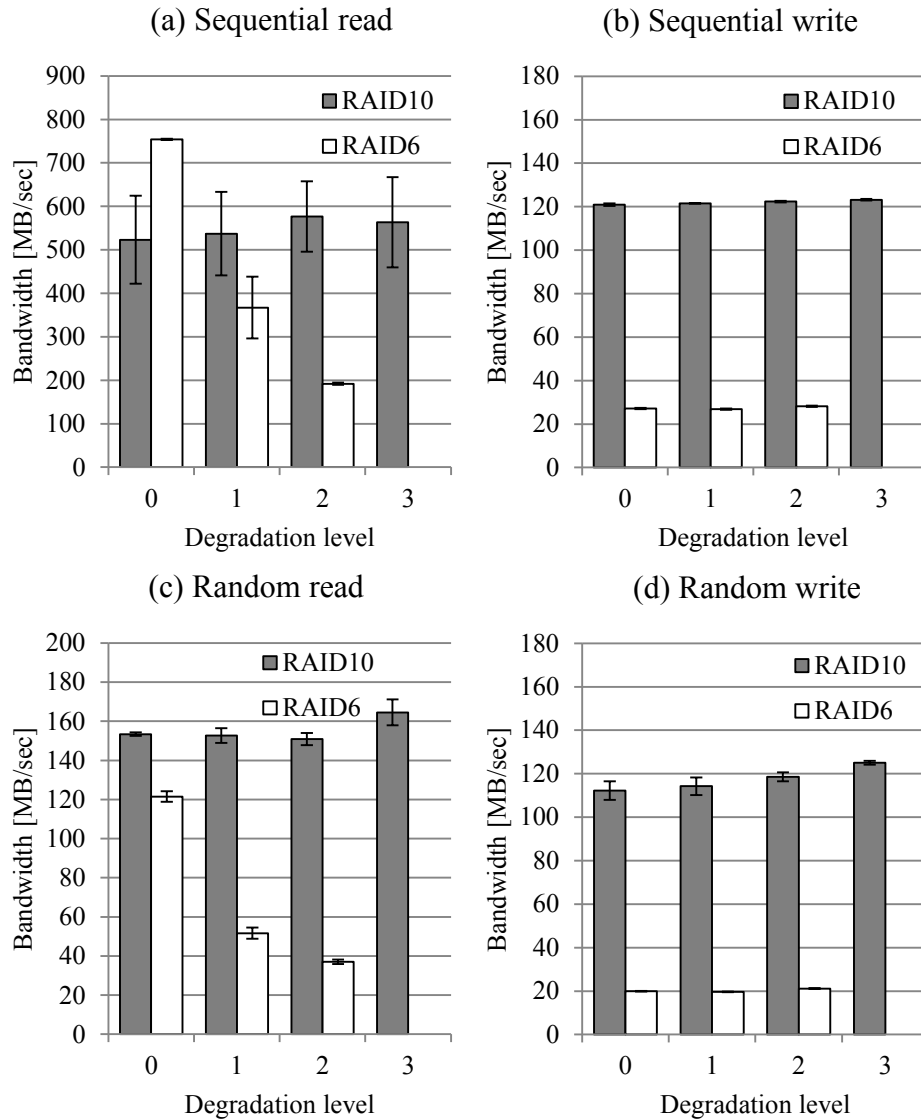 (a) Sequential read
900
800
700
600
500
400
300
200
100
0
Bandwidth [MB/sec]
RAID10
RAID6
0 1 2 3
Degradation level
(b) Sequential write
180
160
140
120
100
80
60
40
20
0
Bandwidth [MB/sec]
RAID10
RAID6
0 1 2 3
Degradation level
(c) Random read
200
180
160
140
120
100
80
60
40
20
0
Bandwidth [MB/sec]
RAID10
RAID6
0 1 2 3
Degradation level
(d) Random write
180
160
140
120
100
80
60
40
20
0
Bandwidth [MB/sec]
RAID10
RAID6
0 1 2 3
Degradation level